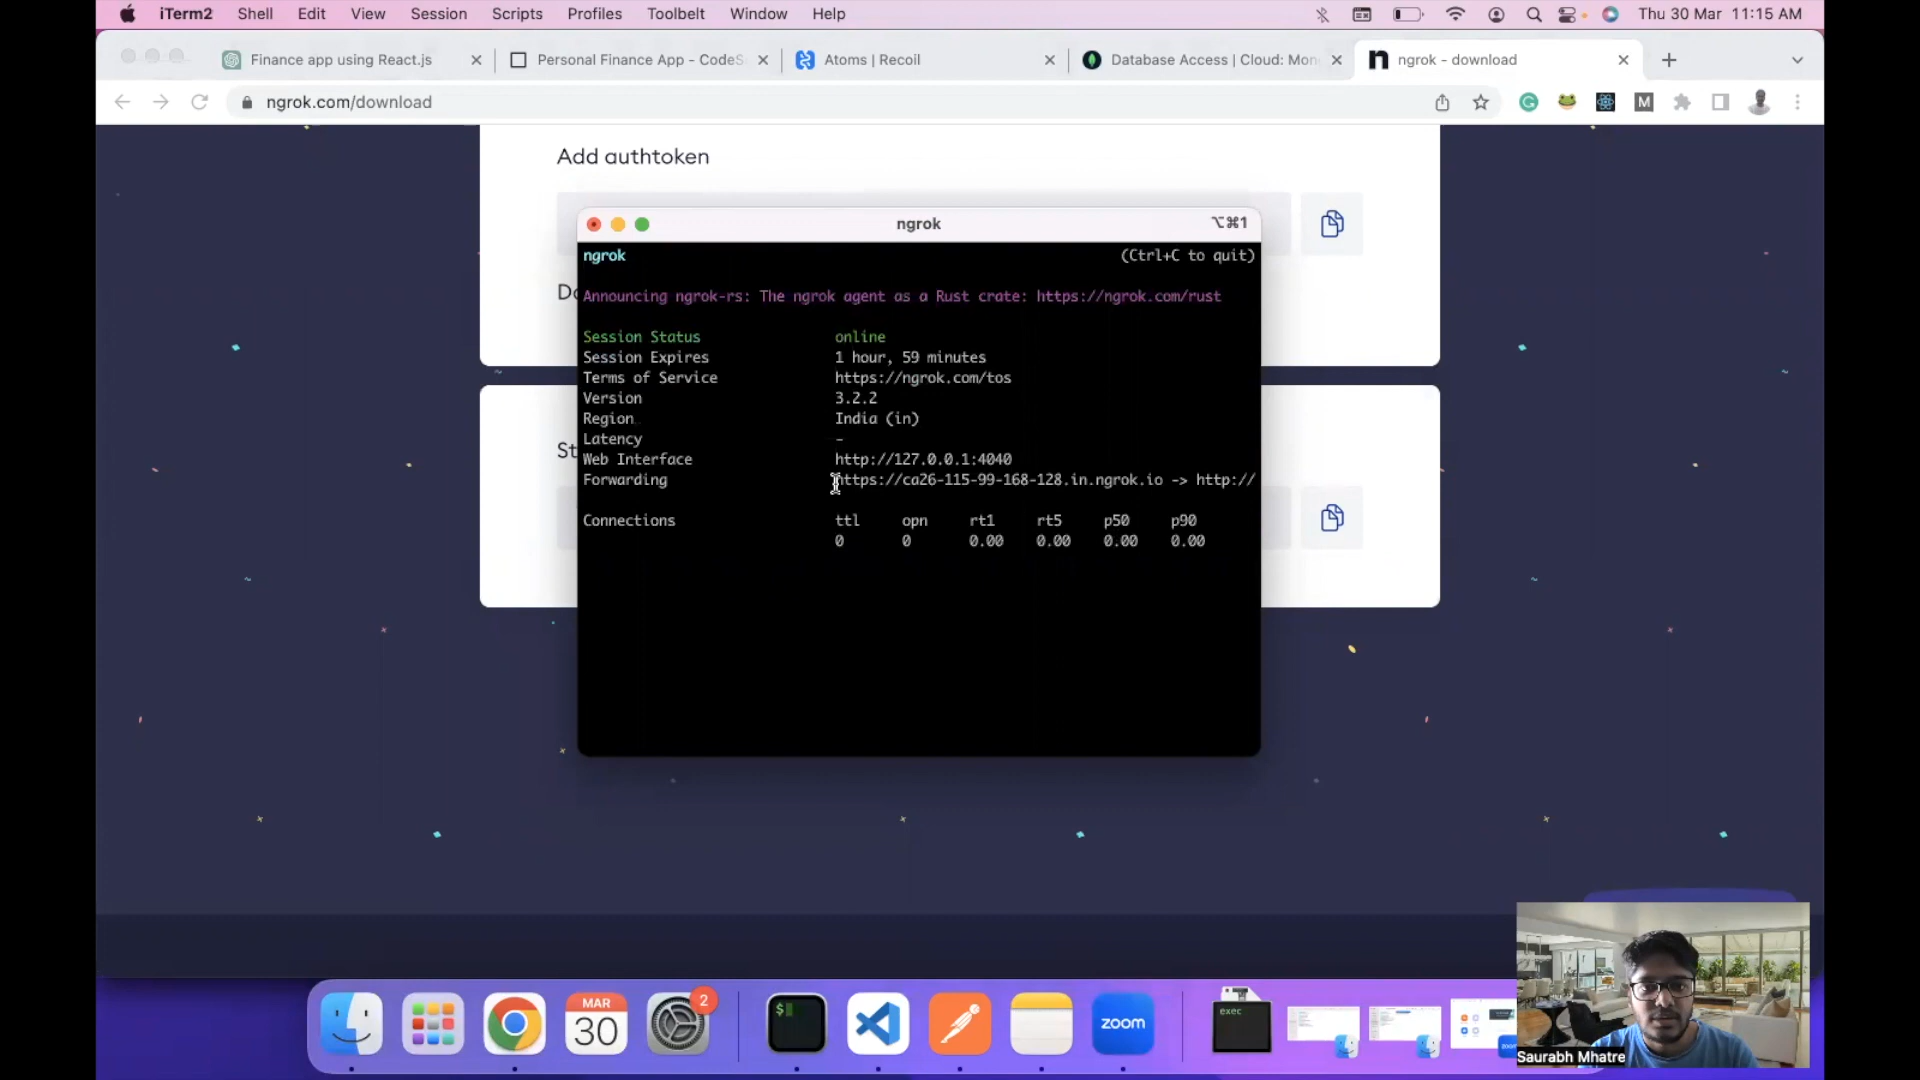 iTerm2 Shell Edit View Session Scripts Profiles Toolbelt Window Help Thu 30 Mar 11:15 AM
Finance app using React.js
Personal Finance App - CodeS
Atoms | Recoil
Database Access | Cloud: Mon
ngrok - download
ngrok.com/download
M
Add authtoken
ngrok
⌥⌘1
ngrok (Ctrl+C to quit)
Announcing ngrok-rs: The ngrok agent as a Rust crate: https://ngrok.com/rust
Session Status online
Session Expires 1 hour, 59 minutes
Terms of Service https://ngrok.com/tos
Version 3.2.2
Region India (in)
Latency -
Web Interface http://127.0.0.1:4040
Forwarding https://ca26-115-99-168-128.in.ngrok.io -> http://
Connections ttl opn rt1 rt5 p50 p90
0 0 0.00 0.00 0.00 0.00
St
MAR
30
2
$
zoom
exec
Saurabh Mhatre